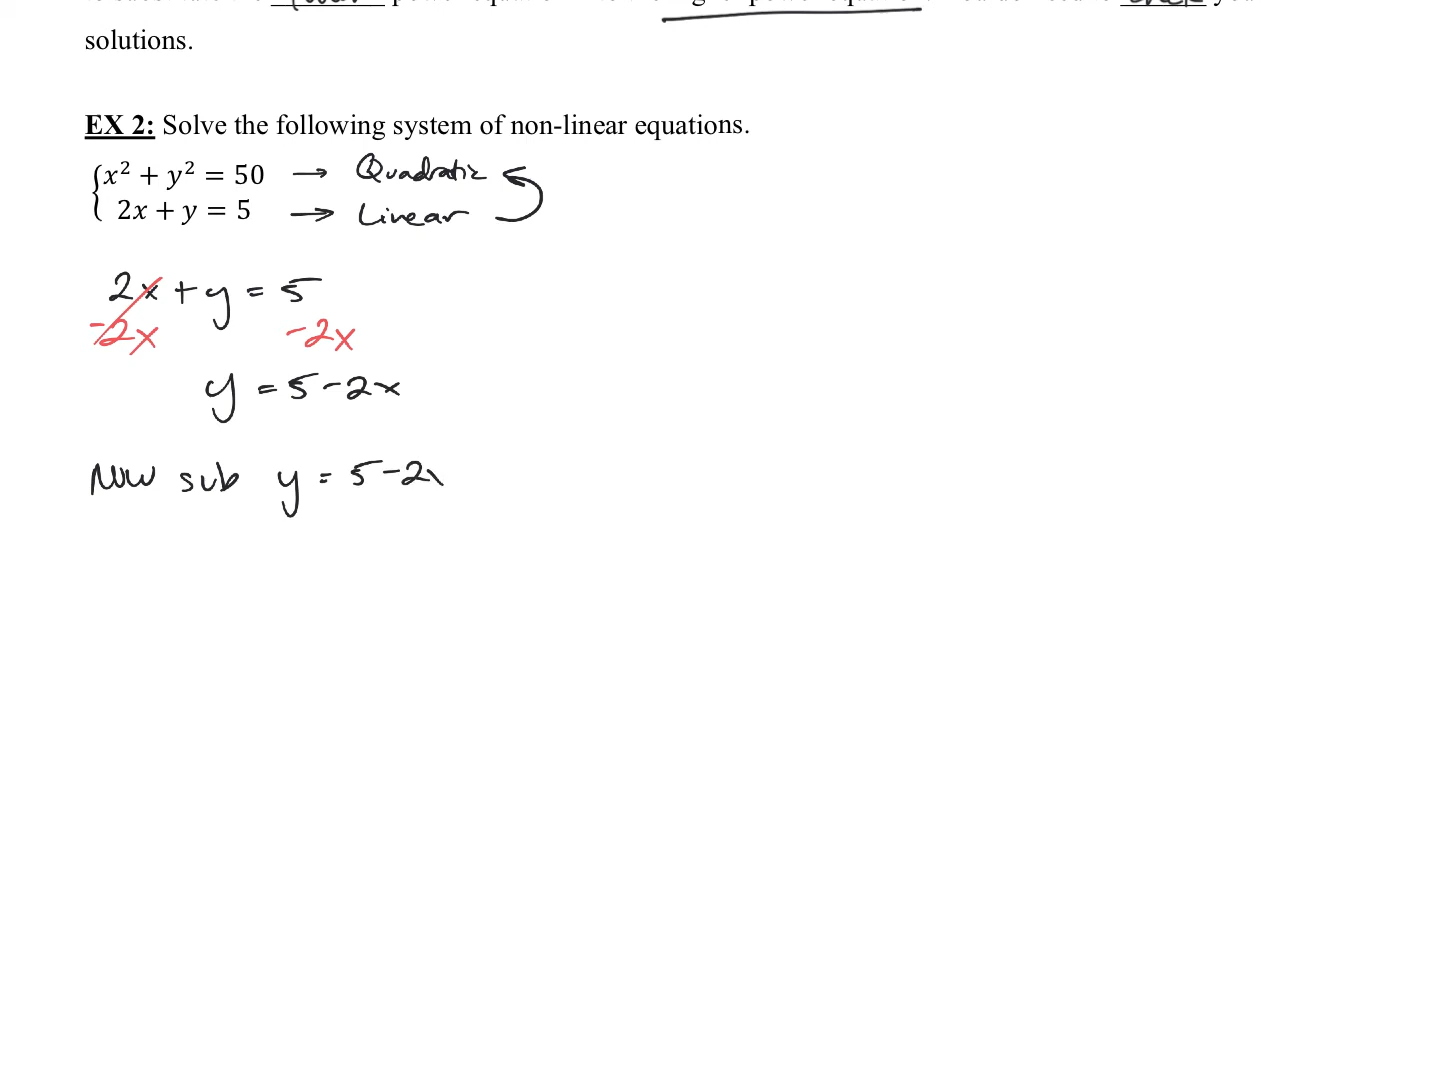 solutions.
EX 2: Solve the following system of non-linear equations.
{x² + y² = 50 → Quadratic
2x + y = 5 → Linear
2x + y = 5
-2x -2x
y = 5 - 2x
Now sub y = 5 - 2x